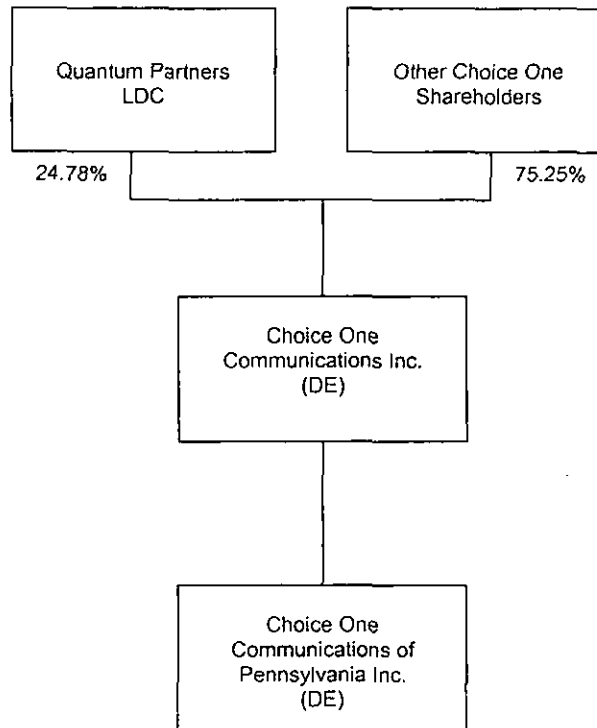 Quantum Partners
LDC
Other Choice One
Shareholders
24.78%
75.25%
Choice One
Communications Inc.
(DE)
Choice One
Communications of
Pennsylvania Inc.
(DE)